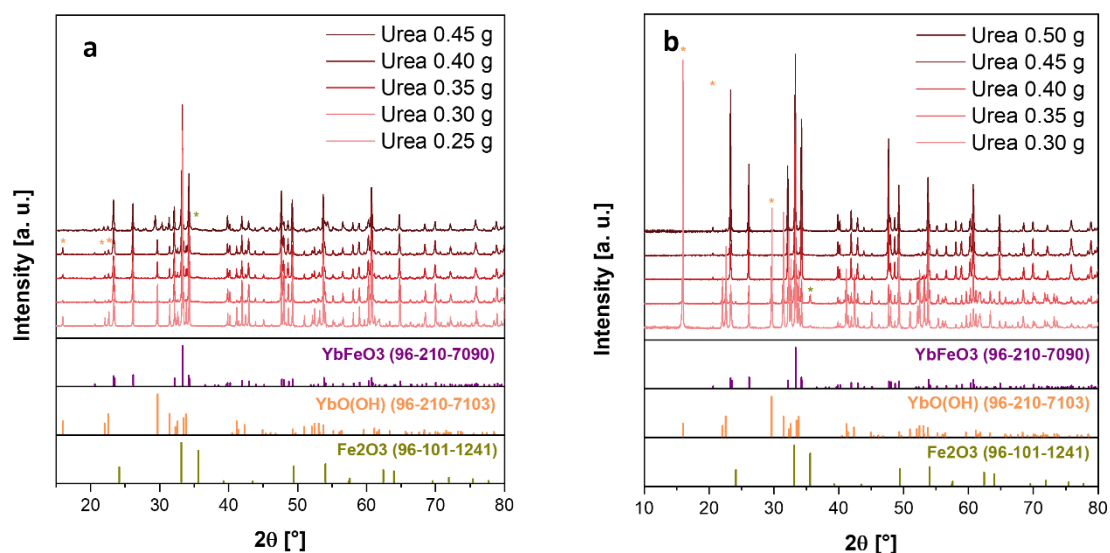 a
Urea 0.45 g
Urea 0.40 g
Urea 0.35 g
Urea 0.30 g
Urea 0.25 g
*
*
*
*
Intensity [a. u.]
YbFeO3 (96-210-7090)
YbO(OH) (96-210-7103)
Fe2O3 (96-101-1241)
20 30 40 50 60 70 80
2θ [°]
b
Urea 0.50 g
Urea 0.45 g
Urea 0.40 g
Urea 0.35 g
Urea 0.30 g
*
*
*
*
Intensity [a. u.]
YbFeO3 (96-210-7090)
YbO(OH) (96-210-7103)
Fe2O3 (96-101-1241)
10 20 30 40 50 60 70 80
2θ [°]